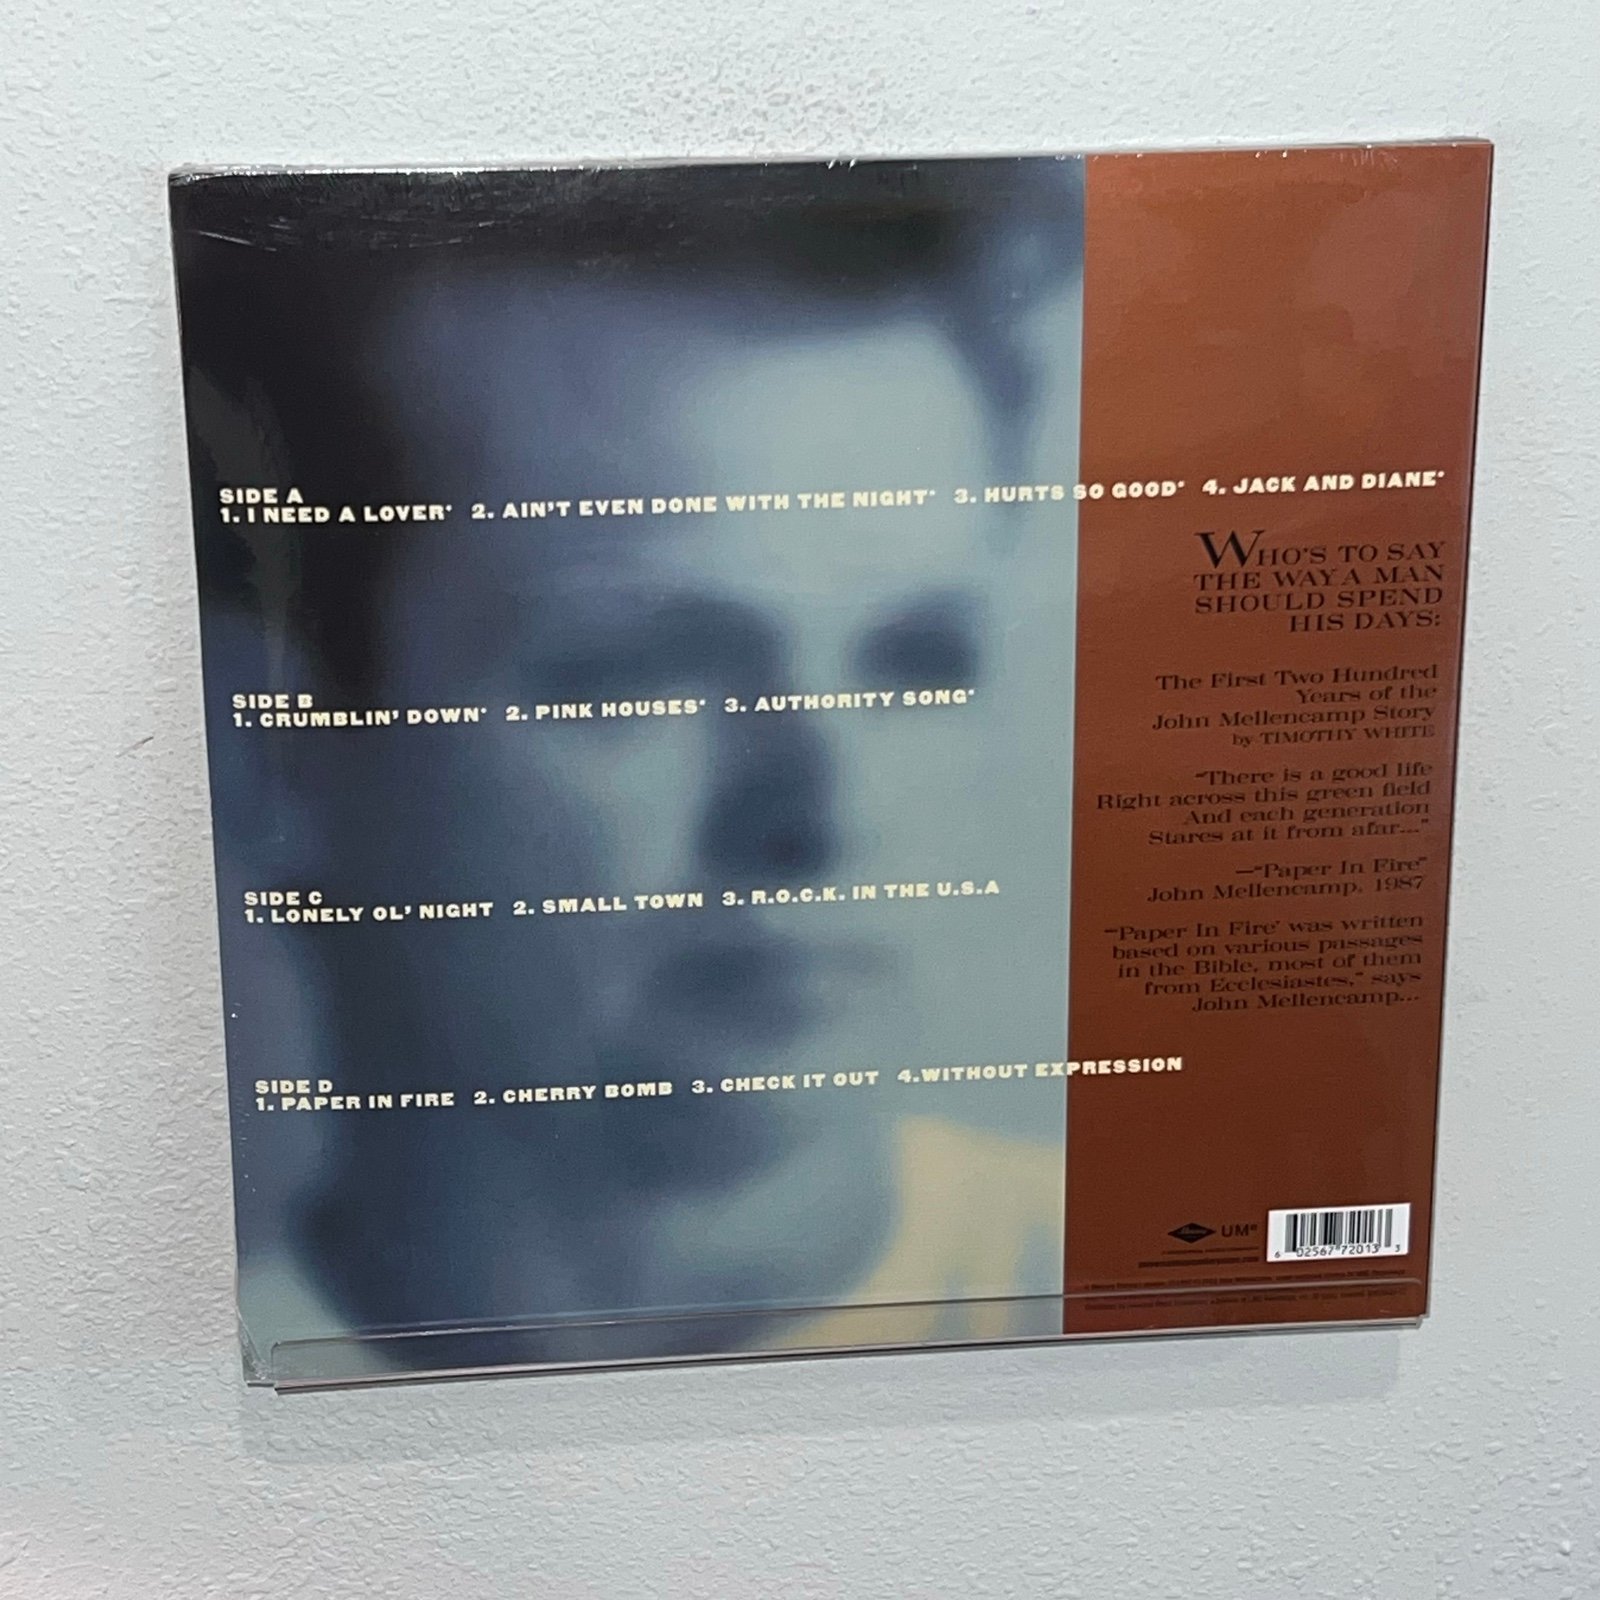 SIDE A
1. I NEED A LOVER* 2. AIN'T EVEN DONE WITH THE NIGHT* 3. HURTS SO GOOD* 4. JACK AND DIANE*
WHO'S TO SAY
THE WAY A MAN
SHOULD SPEND
HIS DAYS:
The First Two Hundred
Years of the
John Mellencamp Story
by TIMOTHY WHITE
SIDE B
1. CRUMBLIN' DOWN* 2. PINK HOUSES* 3. AUTHORITY SONG*
"There is a good life
Right across this green field
And each generation
Stares at it from afar..."
—"Paper In Fire"
John Mellencamp, 1987
SIDE C
1. LONELY OL' NIGHT 2. SMALL TOWN 3. R.O.C.K. IN THE U.S.A
"'Paper In Fire' was written
based on various passages
in the Bible, most of them
from Ecclesiastes," says
John Mellencamp...
SIDE D
1. PAPER IN FIRE 2. CHERRY BOMB 3. CHECK IT OUT 4.WITHOUT EXPRESSION
UMe
6 02567 72013 3